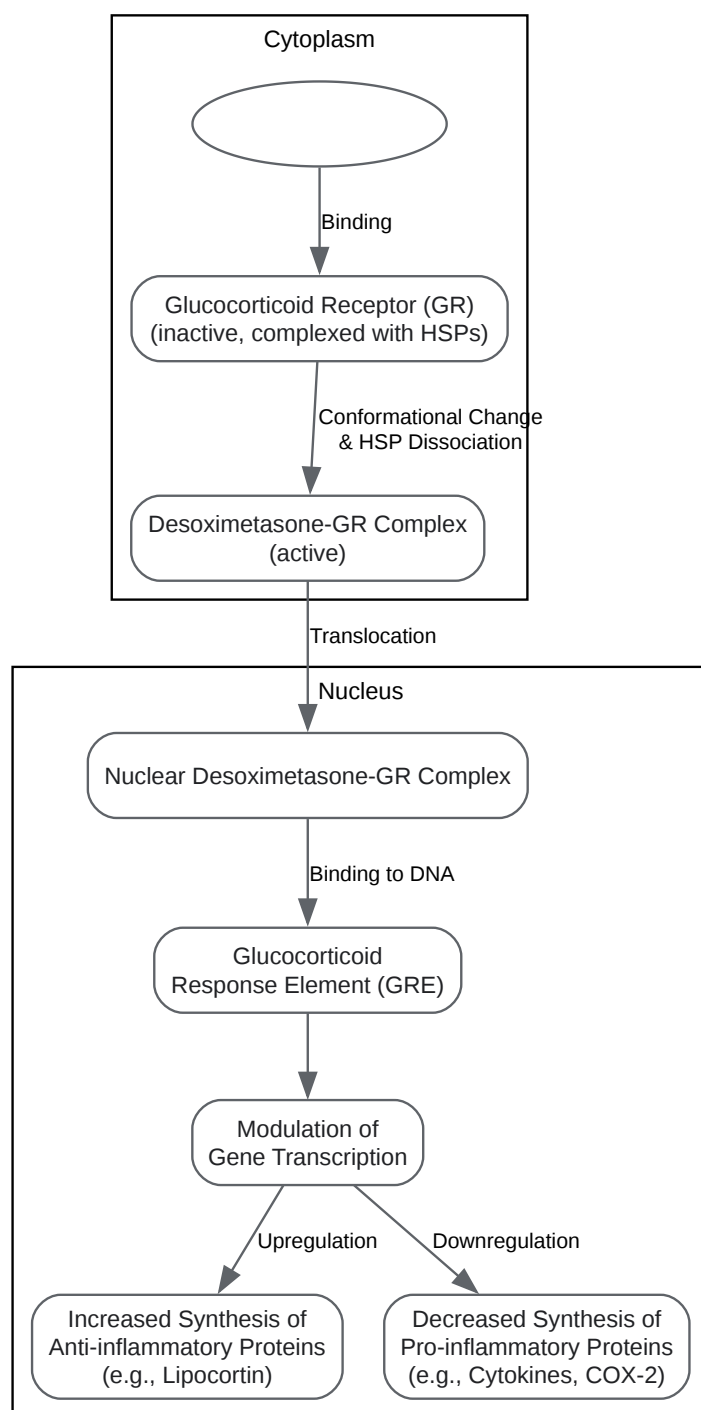 Cytoplasm
Binding
Glucocorticoid Receptor (GR)
(inactive, complexed with HSPs)
Conformational Change
& HSP Dissociation
Desoximetasone-GR Complex
(active)
Translocation
Nucleus
Nuclear Desoximetasone-GR Complex
Binding to DNA
Glucocorticoid
Response Element (GRE)
Modulation of
Gene Transcription
Upregulation
Downregulation
Increased Synthesis of
Anti-inflammatory Proteins
(e.g., Lipocortin)
Decreased Synthesis of
Pro-inflammatory Proteins
(e.g., Cytokines, COX-2)